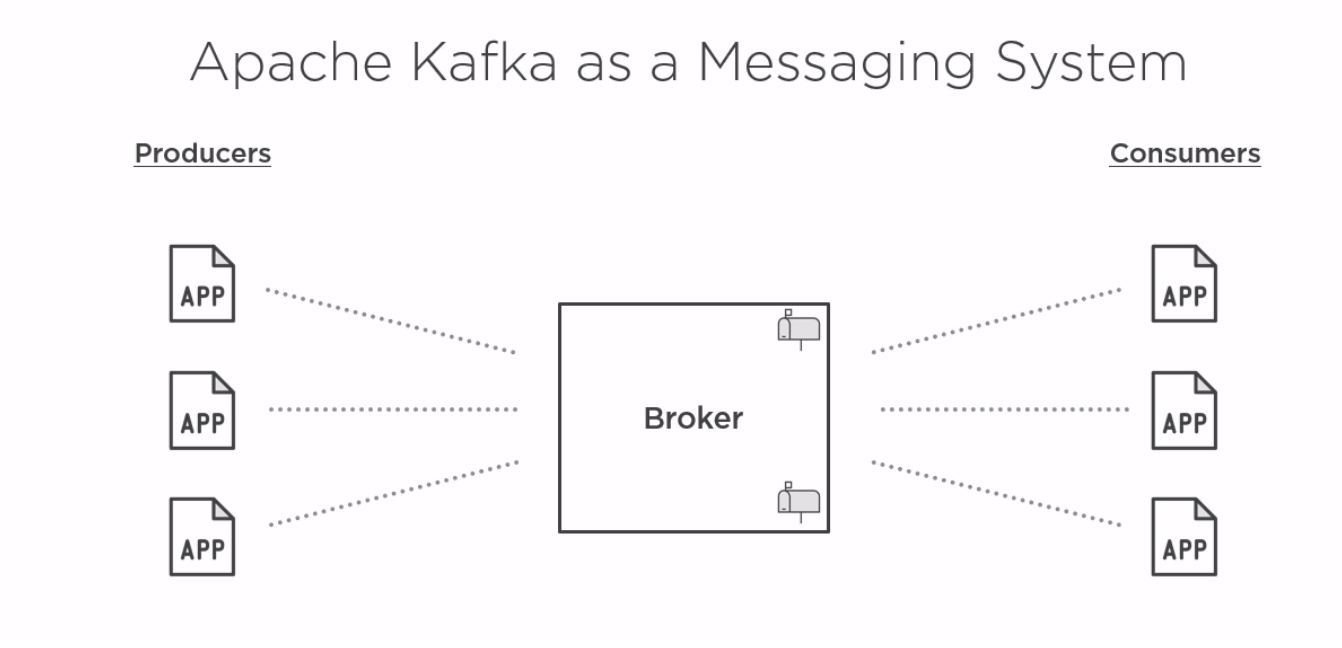 Apache Kafka as a Messaging System
Producers
Consumers
APP
APP
APP
APP
Broker
APP
APP